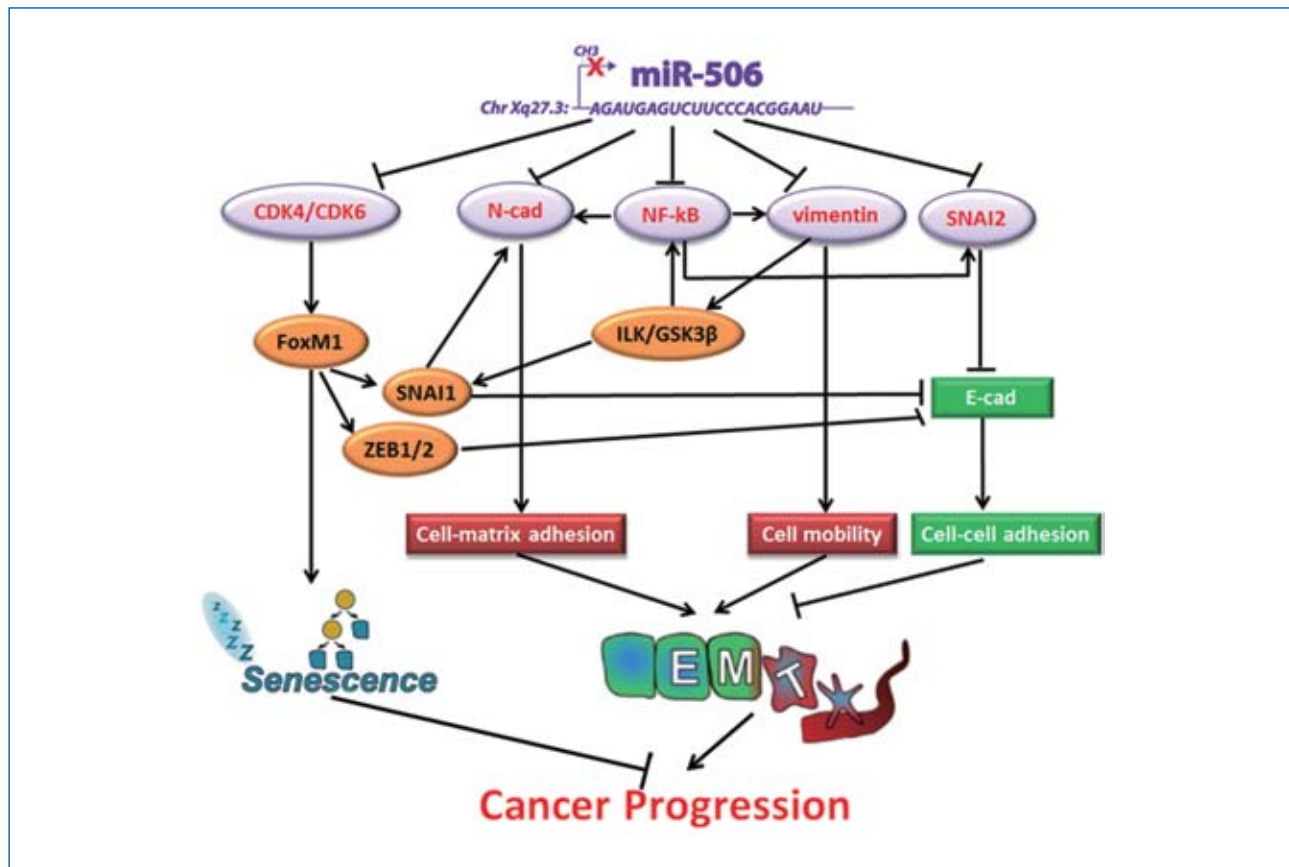 CH3
X
miR-506
Chr Xq27.3: AGAUGAGUCUUCCCACGGAAU
CDK4/CDK6
N-cad
NF-kB
vimentin
SNAI2
FoxM1
ILK/GSK3β
SNAI1
E-cad
ZEB1/2
Cell-matrix adhesion
Cell mobility
Cell-cell adhesion
z z z z Z
Senescence
EMT
Cancer Progression